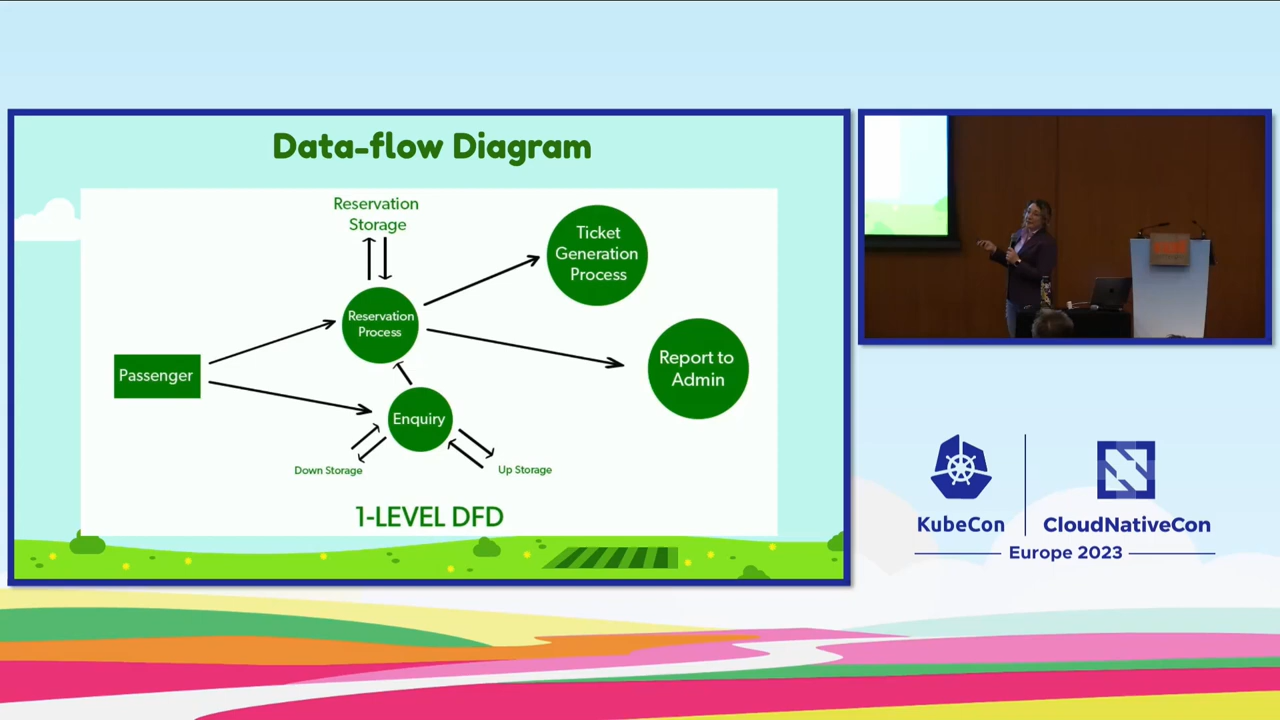 Data-flow Diagram
Reservation
Storage
Ticket
Generation
Process
Reservation
Process
Passenger
Report to
Admin
Enquiry
Down Storage
Up Storage
1-LEVEL DFD
KubeCon
CloudNativeCon
Europe 2023